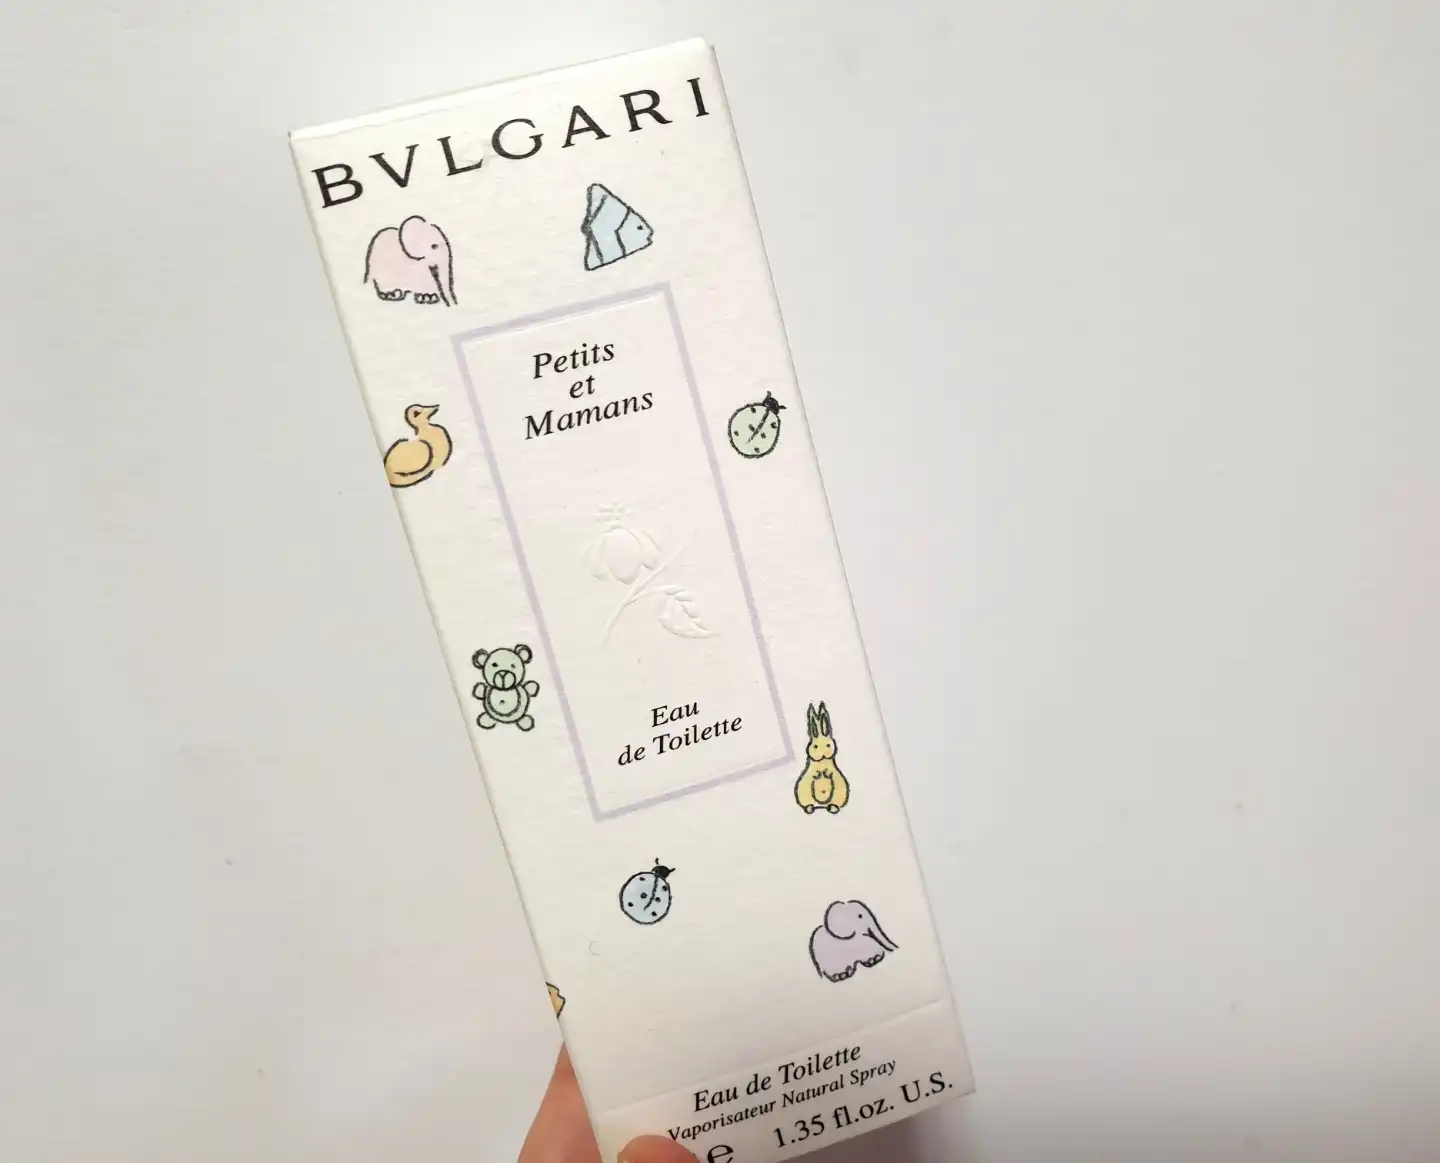 BVLGARI
Petits
et
Mamans
Eau
de Toilette
Eau de Toilette
Vaporisateur Natural Spray
e 1.35 fl.oz. U.S.